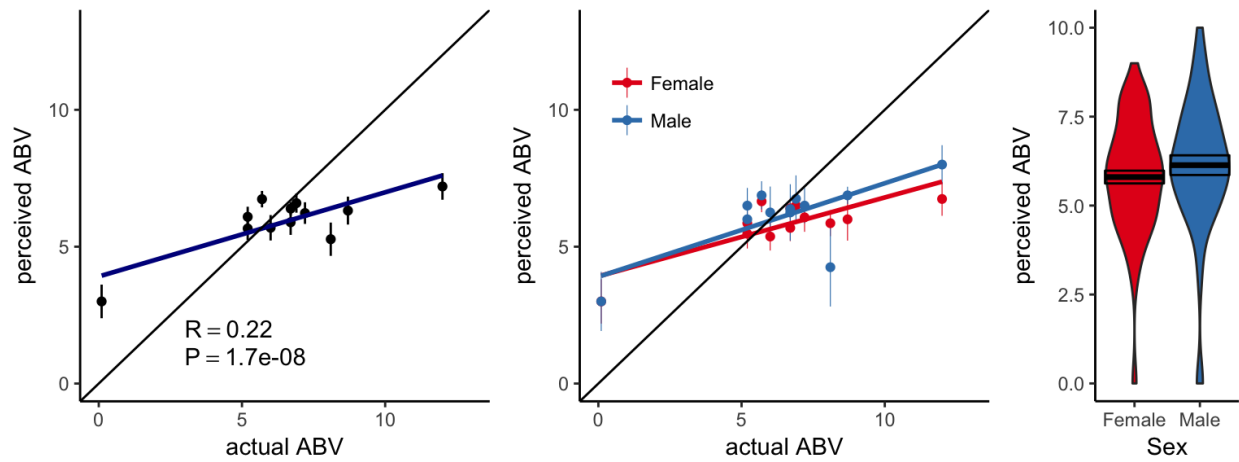 perceived ABV
10
5
0
R = 0.22
P = 1.7e-08
0
5
10
actual ABV
perceived ABV
10
5
0
Female
Male
0
5
10
actual ABV
perceived ABV
10.0
7.5
5.0
2.5
0.0
Female
Male
Sex